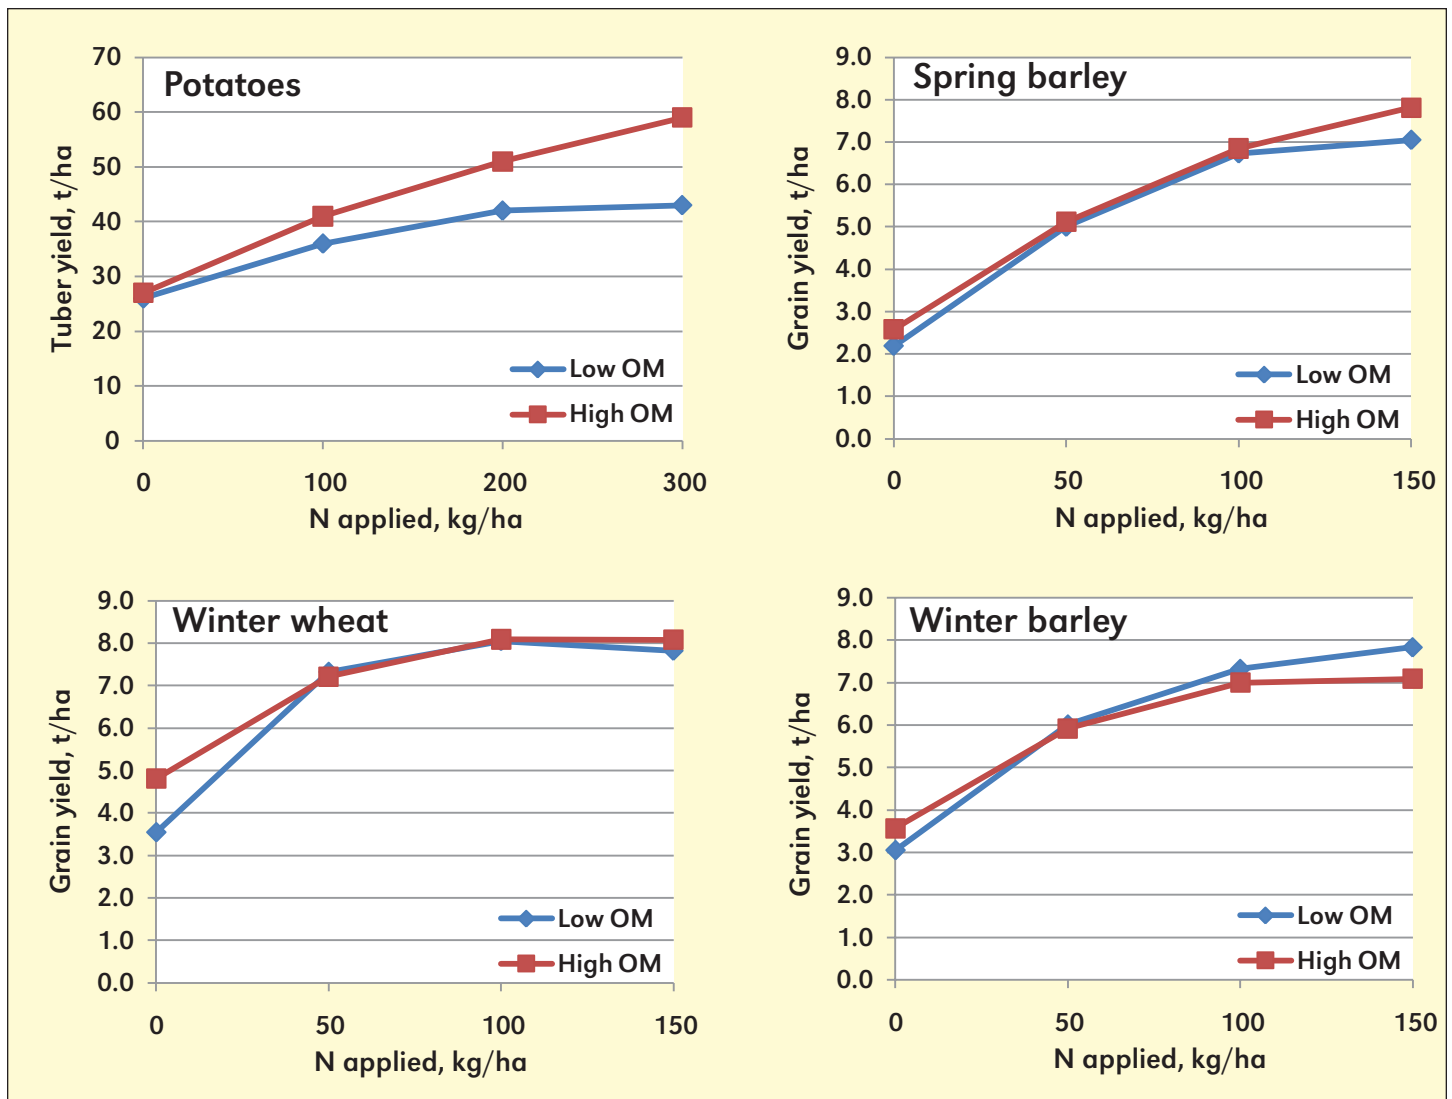 Potatoes
Tuber yield, t/ha
70
60
50
40
30
20
10
0
Low OM
High OM
0 100 200 300
N applied, kg/ha
Spring barley
Grain yield, t/ha
9.0
8.0
7.0
6.0
5.0
4.0
3.0
2.0
1.0
0.0
Low OM
High OM
0 50 100 150
N applied, kg/ha
Winter wheat
Grain yield, t/ha
9.0
8.0
7.0
6.0
5.0
4.0
3.0
2.0
1.0
0.0
Low OM
High OM
0 50 100 150
N applied, kg/ha
Winter barley
Grain yield, t/ha
9.0
8.0
7.0
6.0
5.0
4.0
3.0
2.0
1.0
0.0
Low OM
High OM
0 50 100 150
N applied, kg/ha